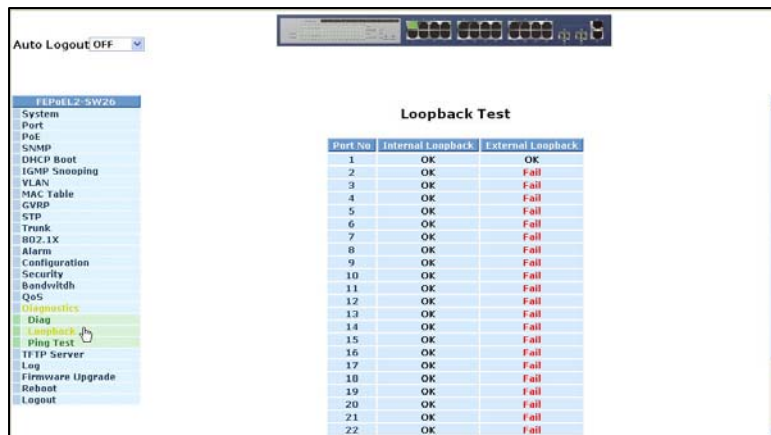 Auto Logout OFF
FEPoEL2-SW26
System
Port
PoE
SNMP
DHCP Boot
IGMP Snooping
VLAN
MAC Table
GVRP
STP
Trunk
802.1X
Alarm
Configuration
Security
Bandwitdh
QoS
Diagnostics
Diag
Loopback
Ping Test
TFTP Server
Log
Firmware Upgrade
Reboot
Logout
Loopback Test
Port No Internal Loopback External Loopback
1 OK OK
2 OK Fail
3 OK Fail
4 OK Fail
5 OK Fail
6 OK Fail
7 OK Fail
8 OK Fail
9 OK Fail
10 OK Fail
11 OK Fail
12 OK Fail
13 OK Fail
14 OK Fail
15 OK Fail
16 OK Fail
17 OK Fail
18 OK Fail
19 OK Fail
20 OK Fail
21 OK Fail
22 OK Fail